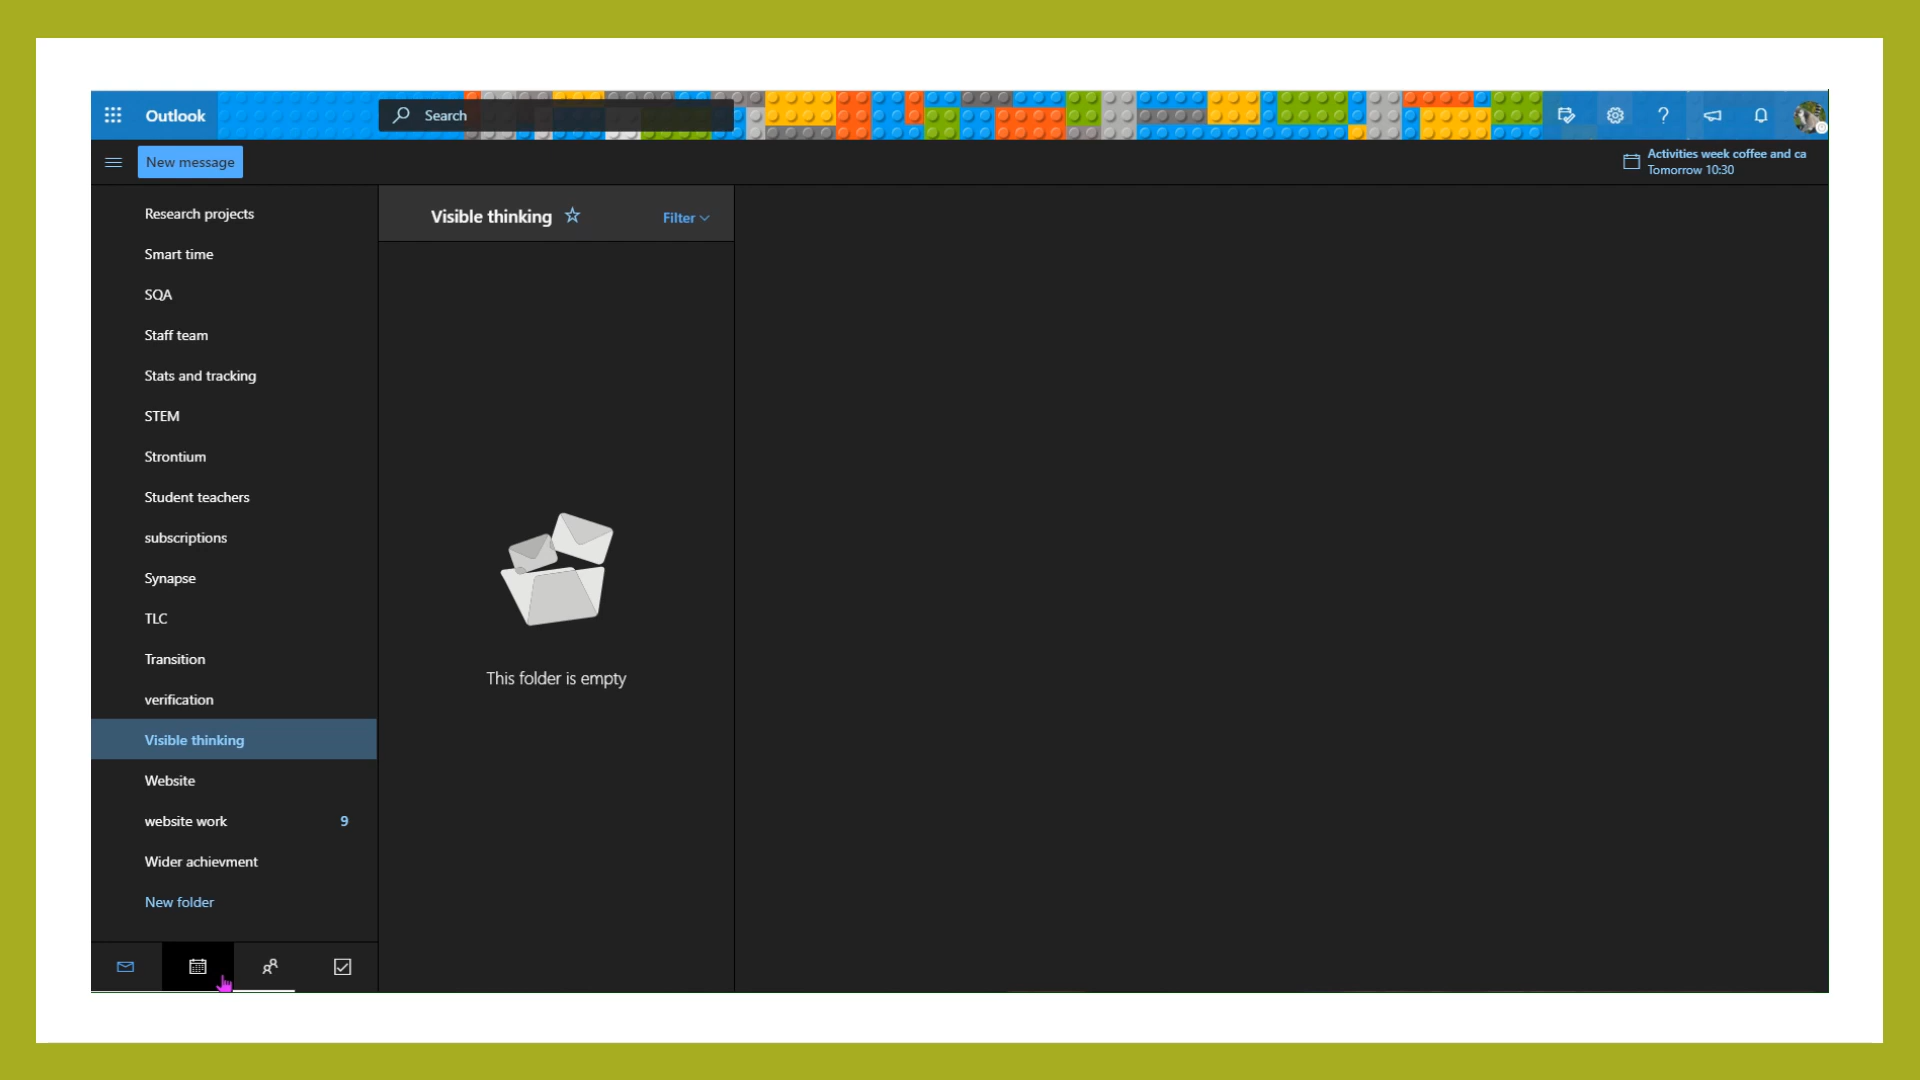 Outlook
Search
New message
Activities week coffee and ca
Tomorrow 10:30
Research projects
Smart time
SQA
Staff team
Stats and tracking
STEM
Strontium
Student teachers
subscriptions
Synapse
TLC
Transition
verification
Visible thinking
Website
website work 9
Wider achievment
New folder
Visible thinking
Filter
This folder is empty